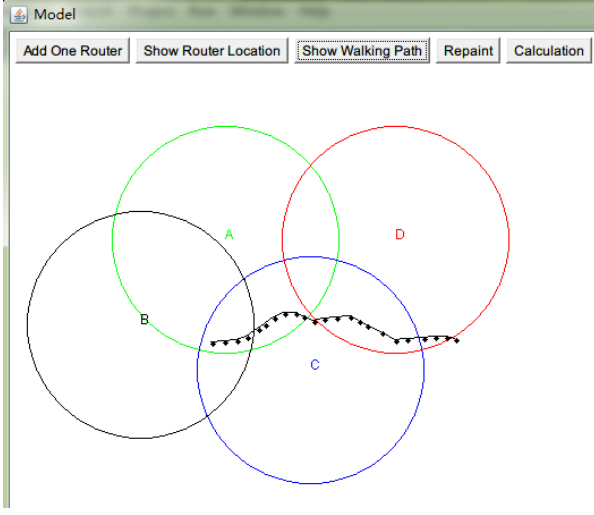 Model
Add One Router Show Router Location Show Walking Path Repaint Calculation
A
D
B
C